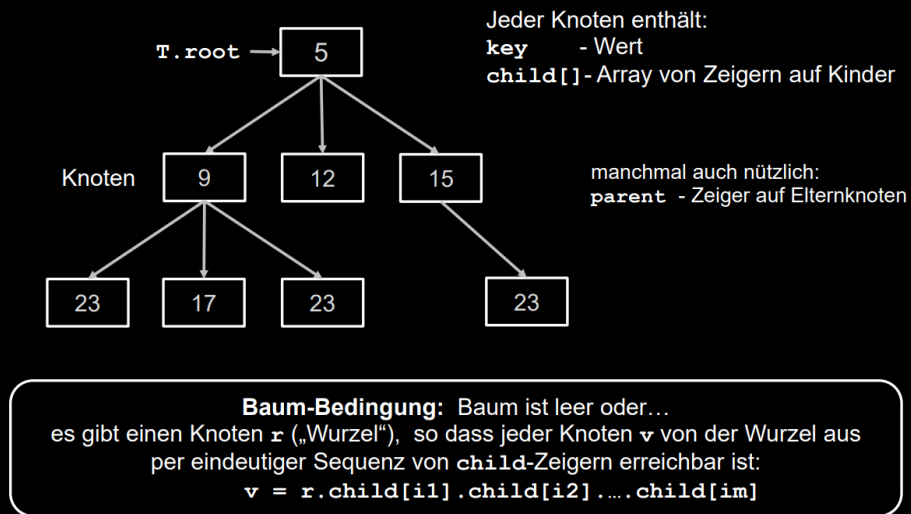 Jeder Knoten enthält:
T.root
5
key - Wert
child[]- Array von Zeigern auf Kinder
Knoten
9
12
15
manchmal auch nützlich:
parent - Zeiger auf Elternknoten
23
17
23
23
Baum-Bedingung: Baum ist leer oder…
es gibt einen Knoten r („Wurzel“), so dass jeder Knoten v von der Wurzel aus
per eindeutiger Sequenz von child-Zeigern erreichbar ist:
v = r.child[i1].child[i2].….child[im]